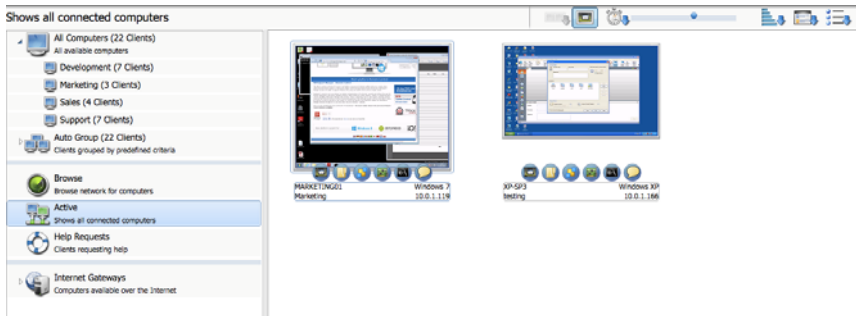 Shows all connected computers
All Computers (22 Clients)
All available computers
Development (7 Clients)
Marketing (3 Clients)
Sales (4 Clients)
Support (7 Clients)
Auto Group (22 Clients)
Clients grouped by predefined criteria
Browse
Browse network for computers
Active
Shows all connected computers
Help Requests
Clients requesting help
Internet Gateways
Computers available over the Internet
MARKETING01 Windows 7
Marketing 10.0.1.119
XP-SP3 Windows XP
testing 10.0.1.166